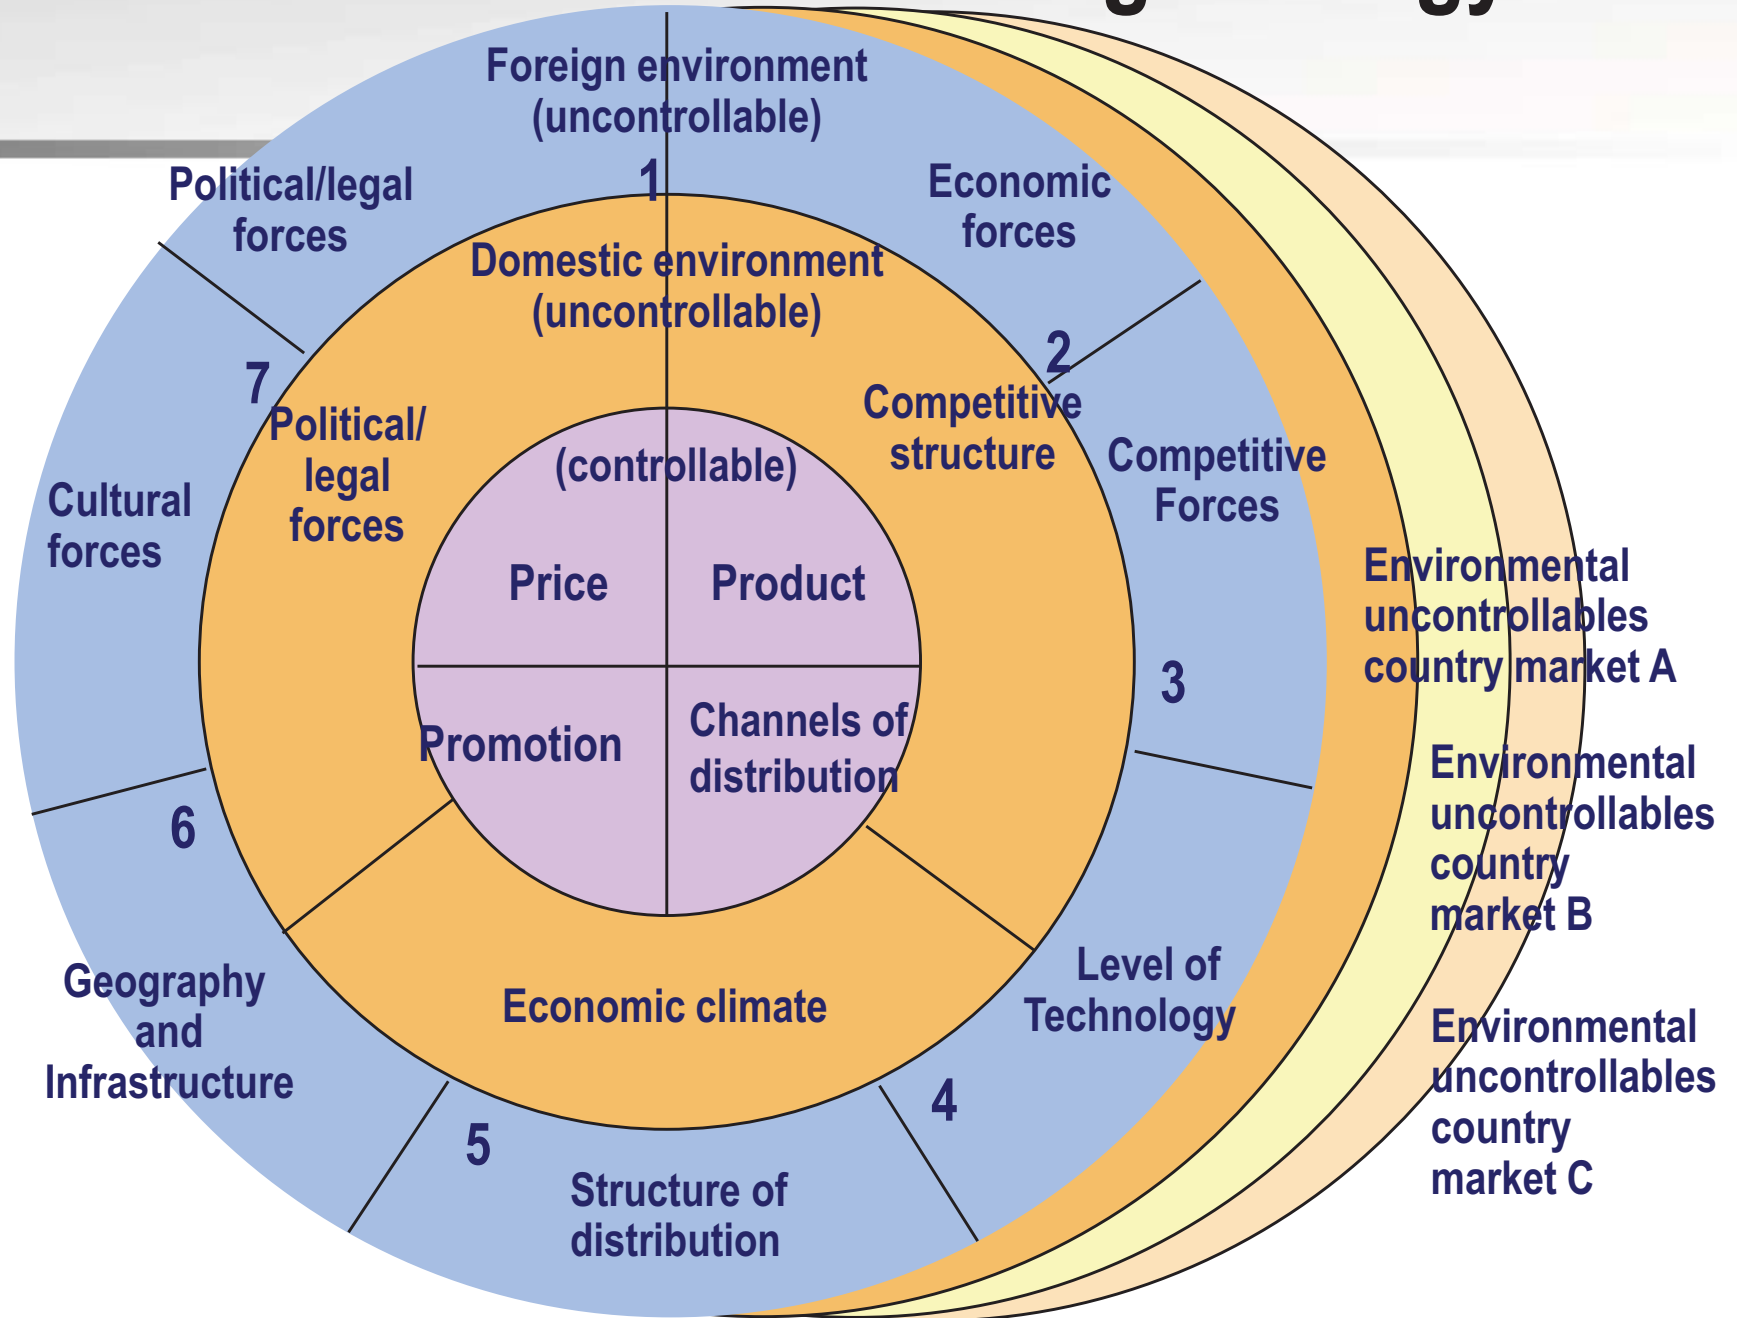 Foreign environment
(uncontrollable)
1
Political/legal
forces
Economic
forces
Domestic environment
(uncontrollable)
2
7
Political/
legal
forces
Competitive
structure
Competitive
Forces
(controllable)
Cultural
forces
Price
Product
3
Promotion
Channels of
distribution
6
Geography
and
Infrastructure
Economic climate
Level of
Technology
4
5
Structure of
distribution
Environmental
uncontrollables
country market A
Environmental
uncontrollables
country
market B
Environmental
uncontrollables
country
market C